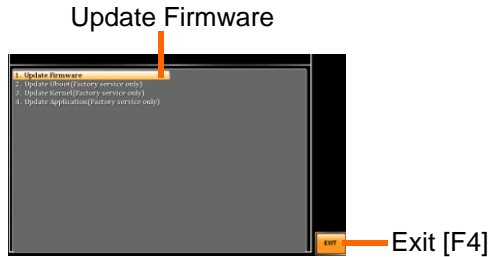 Update Firmware
1. Update Firmware
2. Update Uboot(Factory service only)
3. Update Kernel(Factory service only)
4. Update Application(Factory service only)
EXIT
Exit [F4]